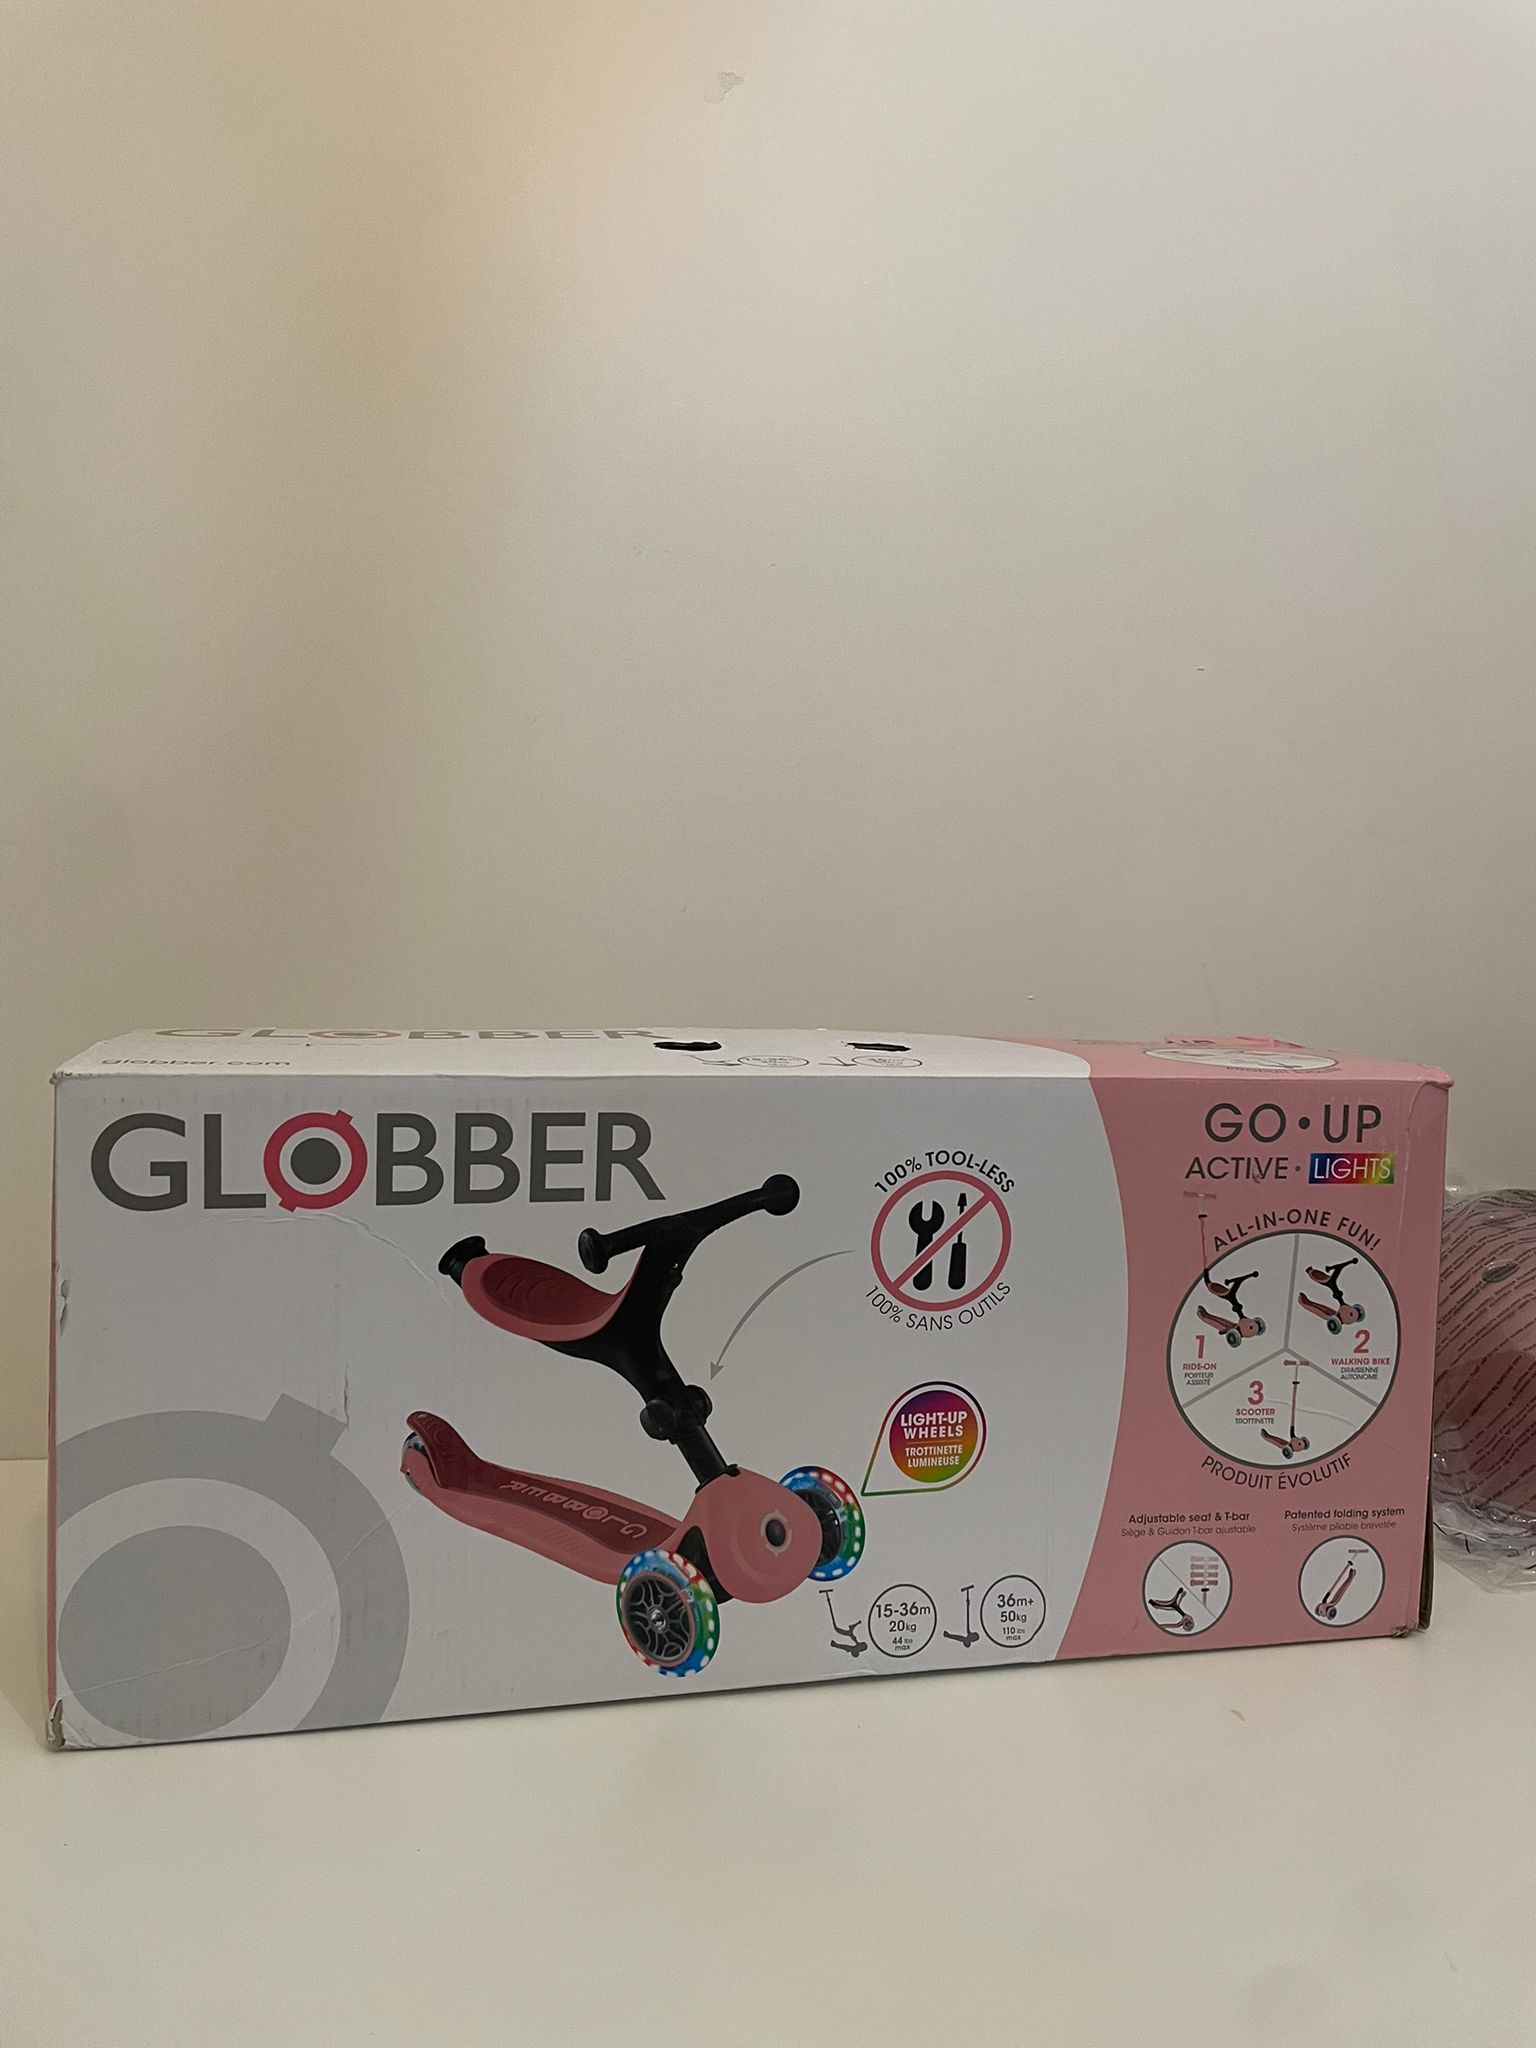 GLOBBER
globber.com
15-36m
GLOBBER
GO • UP
ACTIVE • LIGHTS
100% TOOL-LESS
100% SANS OUTILS
ALL-IN-ONE FUN!
1
RIDE-ON
PORTEUR
ASSISTÉ
2
WALKING BIKE
DRAISIENNE
AUTONOME
3
SCOOTER
TROTTINETTE
PRODUIT ÉVOLUTIF
LIGHT-UP
WHEELS
TROTTINETTE
LUMINEUSE
GLOBBER
15-36m
20kg
44 lbs
max
36m+
50kg
110 lbs
max
Adjustable seat & T-bar
Siège & Guidon T-bar ajustable
Patented folding system
Système pliable brevetée